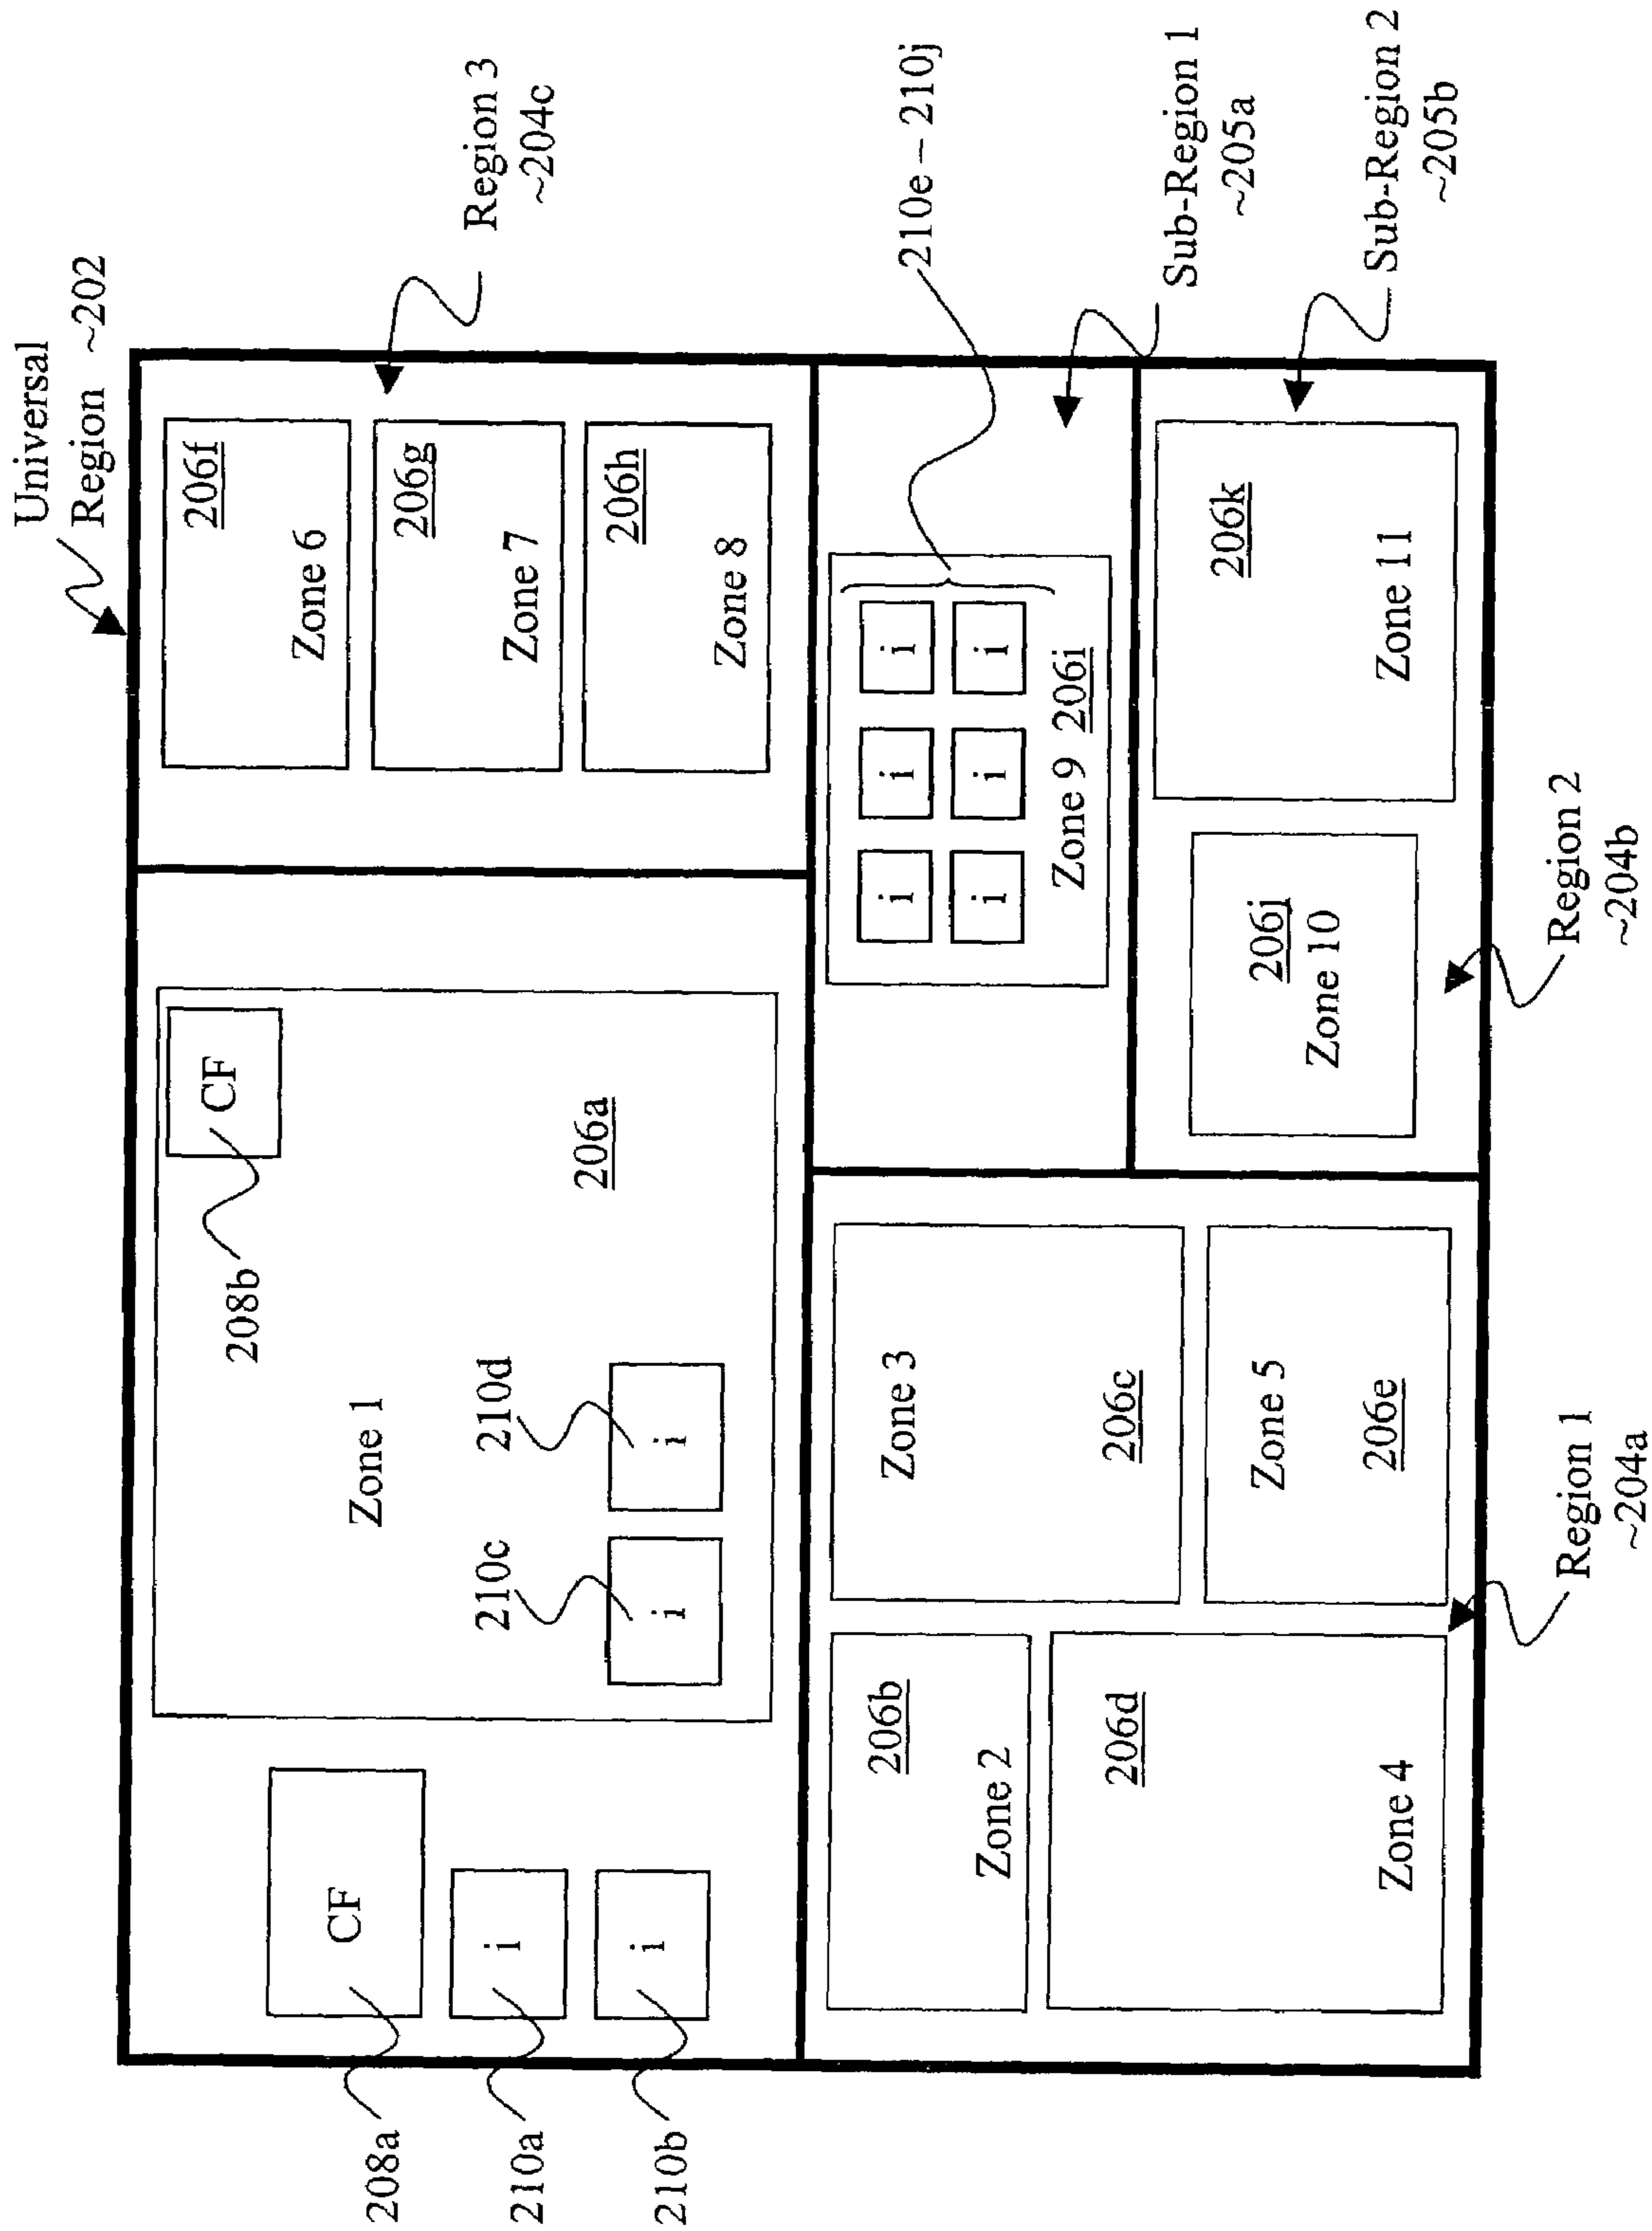 Universal
Region ~202
208a
CF
210a
i
210b
i
Zone 1
208b
CF
210c
i
210d
i
206a
206f
Zone 6
206g
Zone 7
206h
Zone 8
Region 3
~204c
206b
Zone 2
Zone 3
206c
206d
Zone 4
Zone 5
206e
i
i
i
i
i
i
Zone 9 206i
210e – 210j
Sub-Region 1
~205a
206j
Zone 10
206k
Zone 11
Sub-Region 2
~205b
Region 1
~204a
Region 2
~204b